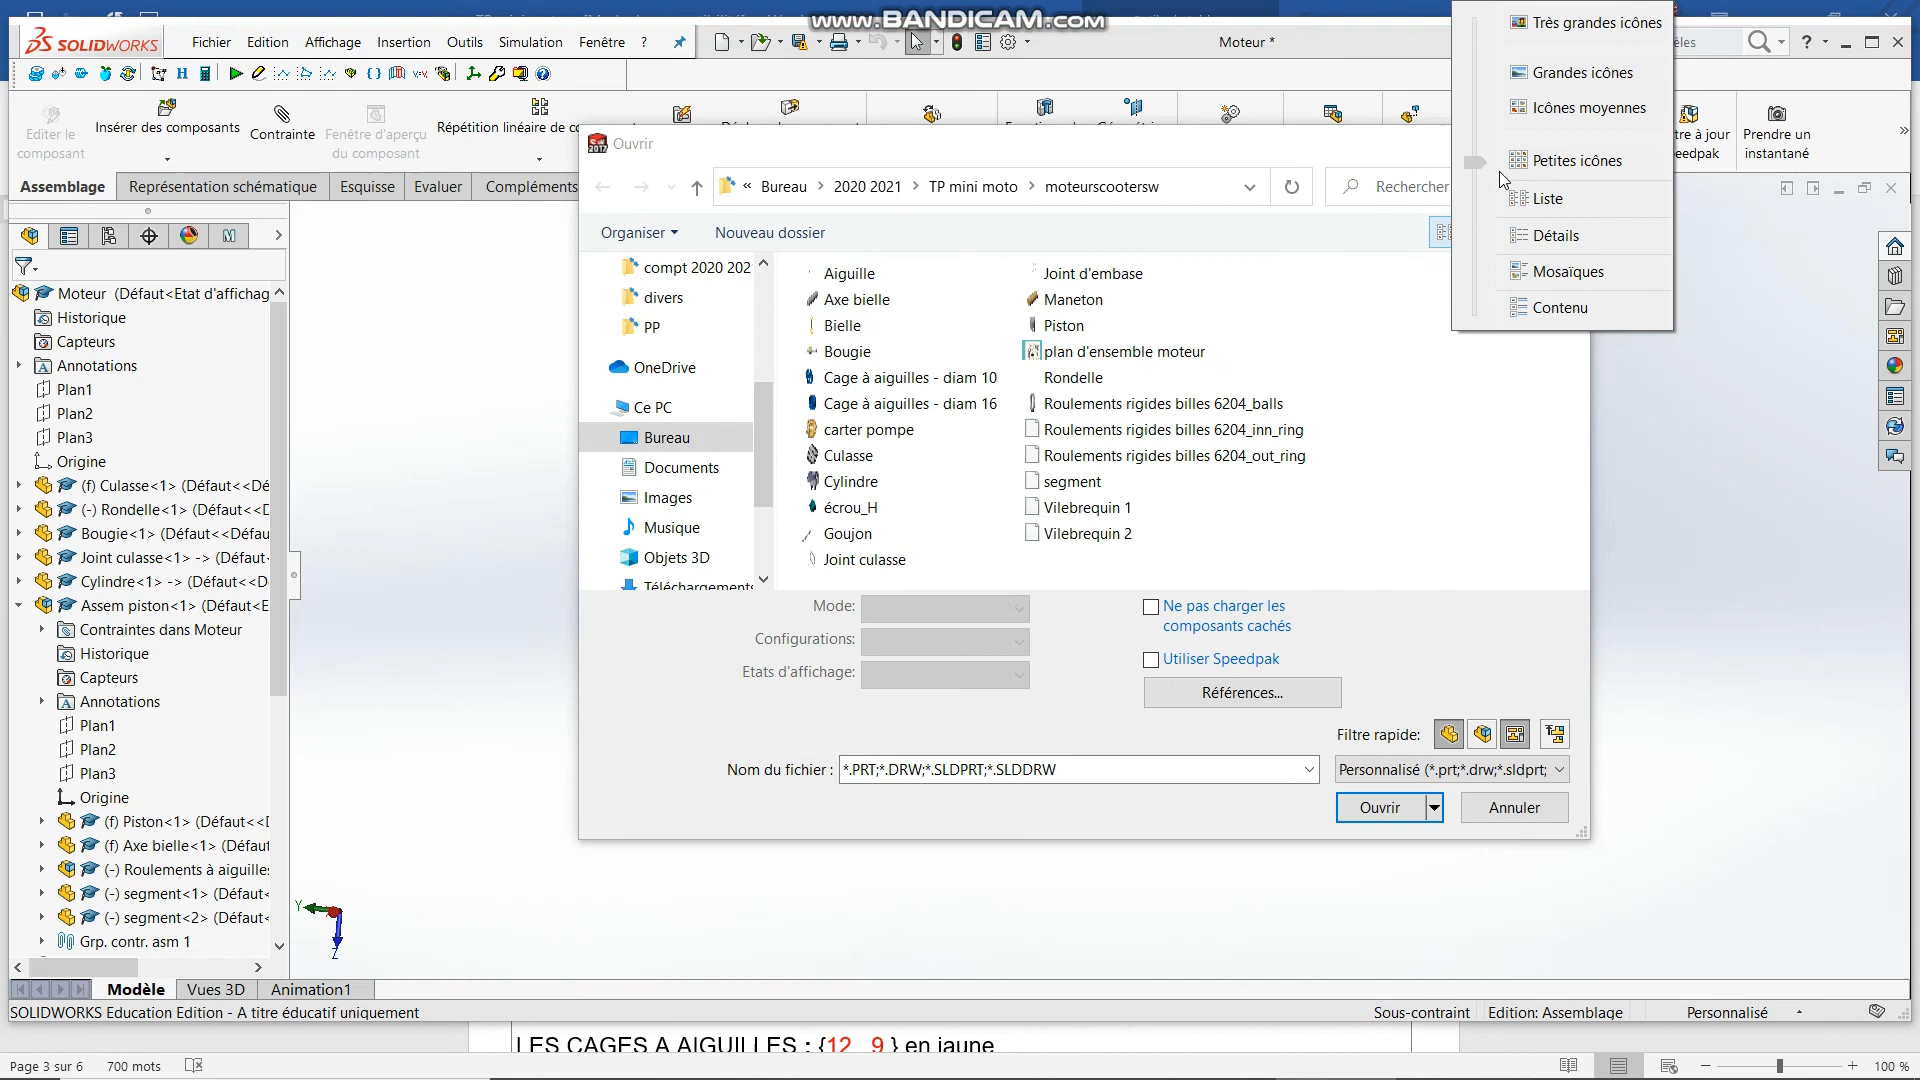 www.BANDICAM.com
SOLIDWORKS
Fichier Edition Affichage Insertion Outils Simulation Fenêtre ?
Moteur *
Editer le composant
Insérer des composants
Contrainte
Fenêtre d'aperçu du composant
Répétition linéaire de co
Prendre un instantané
Assemblage Représentation schématique Esquisse Evaluer Compléments
Moteur (Défaut<Etat d'affichag
Historique
Capteurs
Annotations
Plan1
Plan2
Plan3
Origine
(f) Culasse<1> (Défaut<<Dé
(-) Rondelle<1> (Défaut<<D
Bougie<1> (Défaut<<Défau
Joint culasse<1> -> (Défaut·
Cylindre<1> -> (Défaut<<D
Assem piston<1> (Défaut<E
Contraintes dans Moteur
Historique
Capteurs
Annotations
Plan1
Plan2
Plan3
Origine
(f) Piston<1> (Défaut<<D
(f) Axe bielle<1> (Défaut
(-) Roulements à aiguilles
(-) segment<1> (Défaut<
(-) segment<2> (Défaut<
Grp. contr. asm 1
Modèle Vues 3D Animation1
SOLIDWORKS Education Edition - A titre éducatif uniquement
Sous-contraint Edition: Assemblage Personnalisé
Ouvrir
« Bureau > 2020 2021 > TP mini moto > moteurscootersw
Rechercher
Organiser Nouveau dossier
compt 2020 202
divers
PP
OneDrive
Ce PC
Bureau
Documents
Images
Musique
Objets 3D
Téléchargements
Aiguille
Axe bielle
Bielle
Bougie
Cage à aiguilles - diam 10
Cage à aiguilles - diam 16
carter pompe
Culasse
Cylindre
écrou_H
Goujon
Joint culasse
Joint d'embase
Maneton
Piston
plan d'ensemble moteur
Rondelle
Roulements rigides billes 6204_balls
Roulements rigides billes 6204_inn_ring
Roulements rigides billes 6204_out_ring
segment
Vilebrequin 1
Vilebrequin 2
Mode:
Configurations:
Etats d'affichage:
Ne pas charger les
composants cachés
Utiliser Speedpak
Références...
Filtre rapide:
Nom du fichier : *.PRT;*.DRW;*.SLDPRT;*.SLDDRW
Personnalisé (*.prt;*.drw;*.sldprt;
Ouvrir Annuler
Très grandes icônes
Grandes icônes
Icônes moyennes
Petites icônes
Liste
Détails
Mosaïques
Contenu
LES CAGES A AIGUILLES : {12 9 } en jaune
Page 3 sur 6 700 mots
100 %